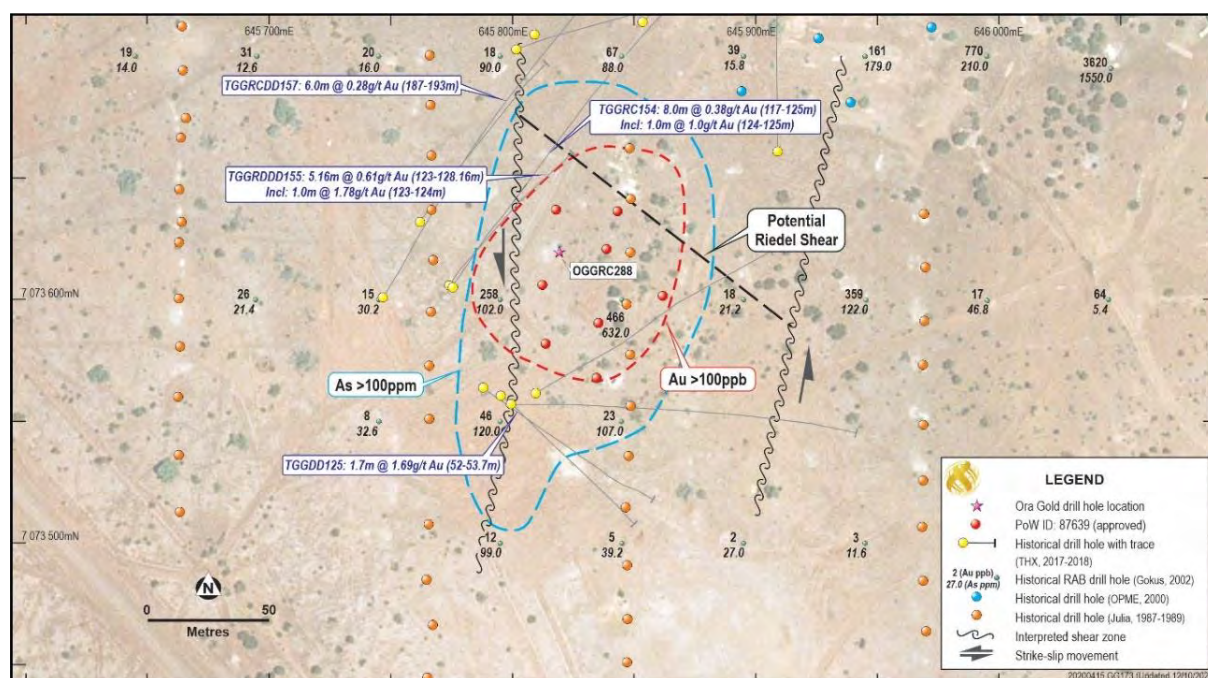 645 700mE
645 800mE
645 900mE
646 000mE
19
14.0
31
12.6
20
16.0
18
90.0
67
88.0
39
15.8
161
179.0
770
210.0
3620
1550.0
TGGRCDD157: 6.0m @ 0.28g/t Au (187-193m)
TGGRC154: 8.0m @ 0.38g/t Au (117-125m)
Incl: 1.0m @ 1.0g/t Au (124-125m)
TGGRDDD155: 5.16m @ 0.61g/t Au (123-128.16m)
Incl: 1.0m @ 1.78g/t Au (123-124m)
Potential
Riedel Shear
OGGRC288
7 073 600mN
26
21.4
15
30.2
258
102.0
466
632.0
18
21.2
359
122.0
17
46.8
64
5.4
As >100ppm
Au >100ppb
8
32.6
46
120.0
23
107.0
TGGDD125: 1.7m @ 1.69g/t Au (52-53.7m)
7 073 500mN
12
99.0
5
39.2
2
27.0
3
11.6
N
0
50
Metres
LEGEND
Ora Gold drill hole location
PoW ID: 87639 (approved)
Historical drill hole with trace
(THX, 2017-2018)
2 (Au ppb)
27.0 (As ppm)
Historical RAB drill hole (Gokus, 2002)
Historical drill hole (OPME, 2000)
Historical drill hole (Julia, 1987-1989)
Interpreted shear zone
Strike-slip movement